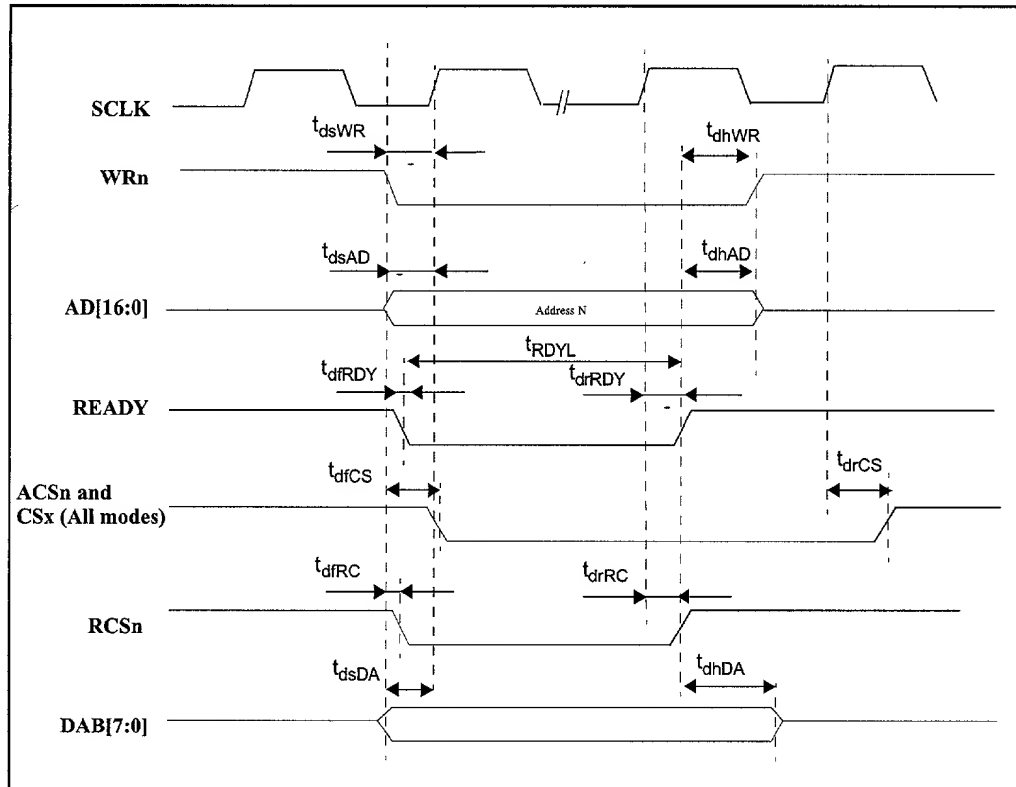 SCLK
tdsWR
tdhWR
WRn
tdsAD
tdhAD
AD[16:0]
Address N
tRDYL
tdfRDY
tdrRDY
READY
tdfCS
tdrCS
ACSn and
CSx (All modes)
tdfRC
tdrRC
RCSn
tdsDA
tdhDA
DAB[7:0]